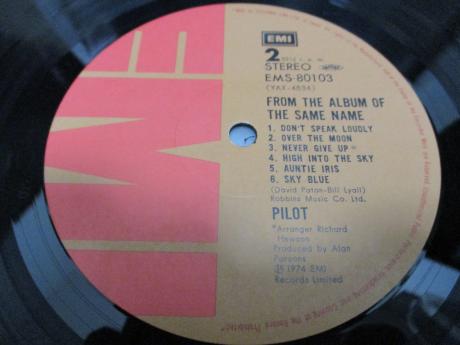 EMI
2
STEREO
EMS-80103
(YAX-4834)
FROM THE ALBUM OF
THE SAME NAME
1. DON'T SPEAK LOUDLY
2. OVER THE MOON
3. NEVER GIVE UP*
4. HIGH INTO THE SKY
5. AUNTIE IRIS
6. SKY BLUE
(David Paton-Bill Lyall)
Robbins Music Co. Ltd.
PILOT
*Arranger Richard
Hewson
Produced by Alan
Parsons
℗ 1974 EMI
Records Limited
EMI